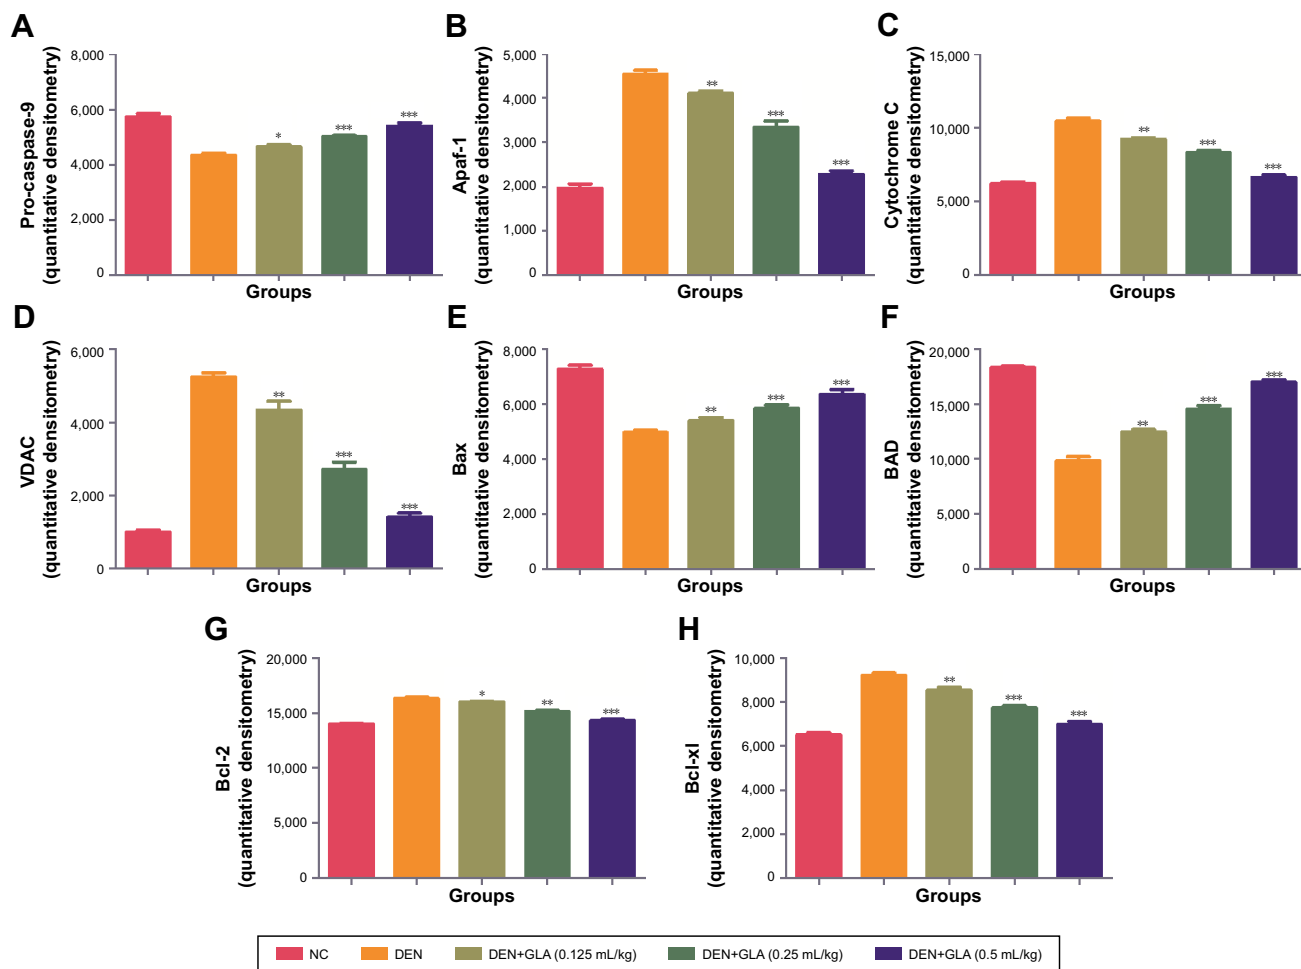 A
Pro-caspase-9
(quantitative densitometry)
8,000
6,000
4,000
2,000
0
*
***
***
Groups
B
Apaf-1
(quantitative densitometry)
5,000
4,000
3,000
2,000
1,000
0
**
***
***
Groups
C
Cytochrome C
(quantitative densitometry)
15,000
10,000
5,000
0
**
***
***
Groups
D
VDAC
(quantitative densitometry)
6,000
4,000
2,000
0
**
***
***
Groups
E
Bax
(quantitative densitometry)
8,000
6,000
4,000
2,000
0
**
***
***
Groups
F
BAD
(quantitative densitometry)
20,000
15,000
10,000
5,000
0
**
***
***
Groups
G
Bcl-2
(quantitative densitometry)
20,000
15,000
10,000
5,000
0
*
**
***
Groups
H
Bcl-xl
(quantitative densitometry)
10,000
8,000
6,000
4,000
2,000
0
**
***
***
Groups
NC
DEN
DEN+GLA (0.125 mL/kg)
DEN+GLA (0.25 mL/kg)
DEN+GLA (0.5 mL/kg)